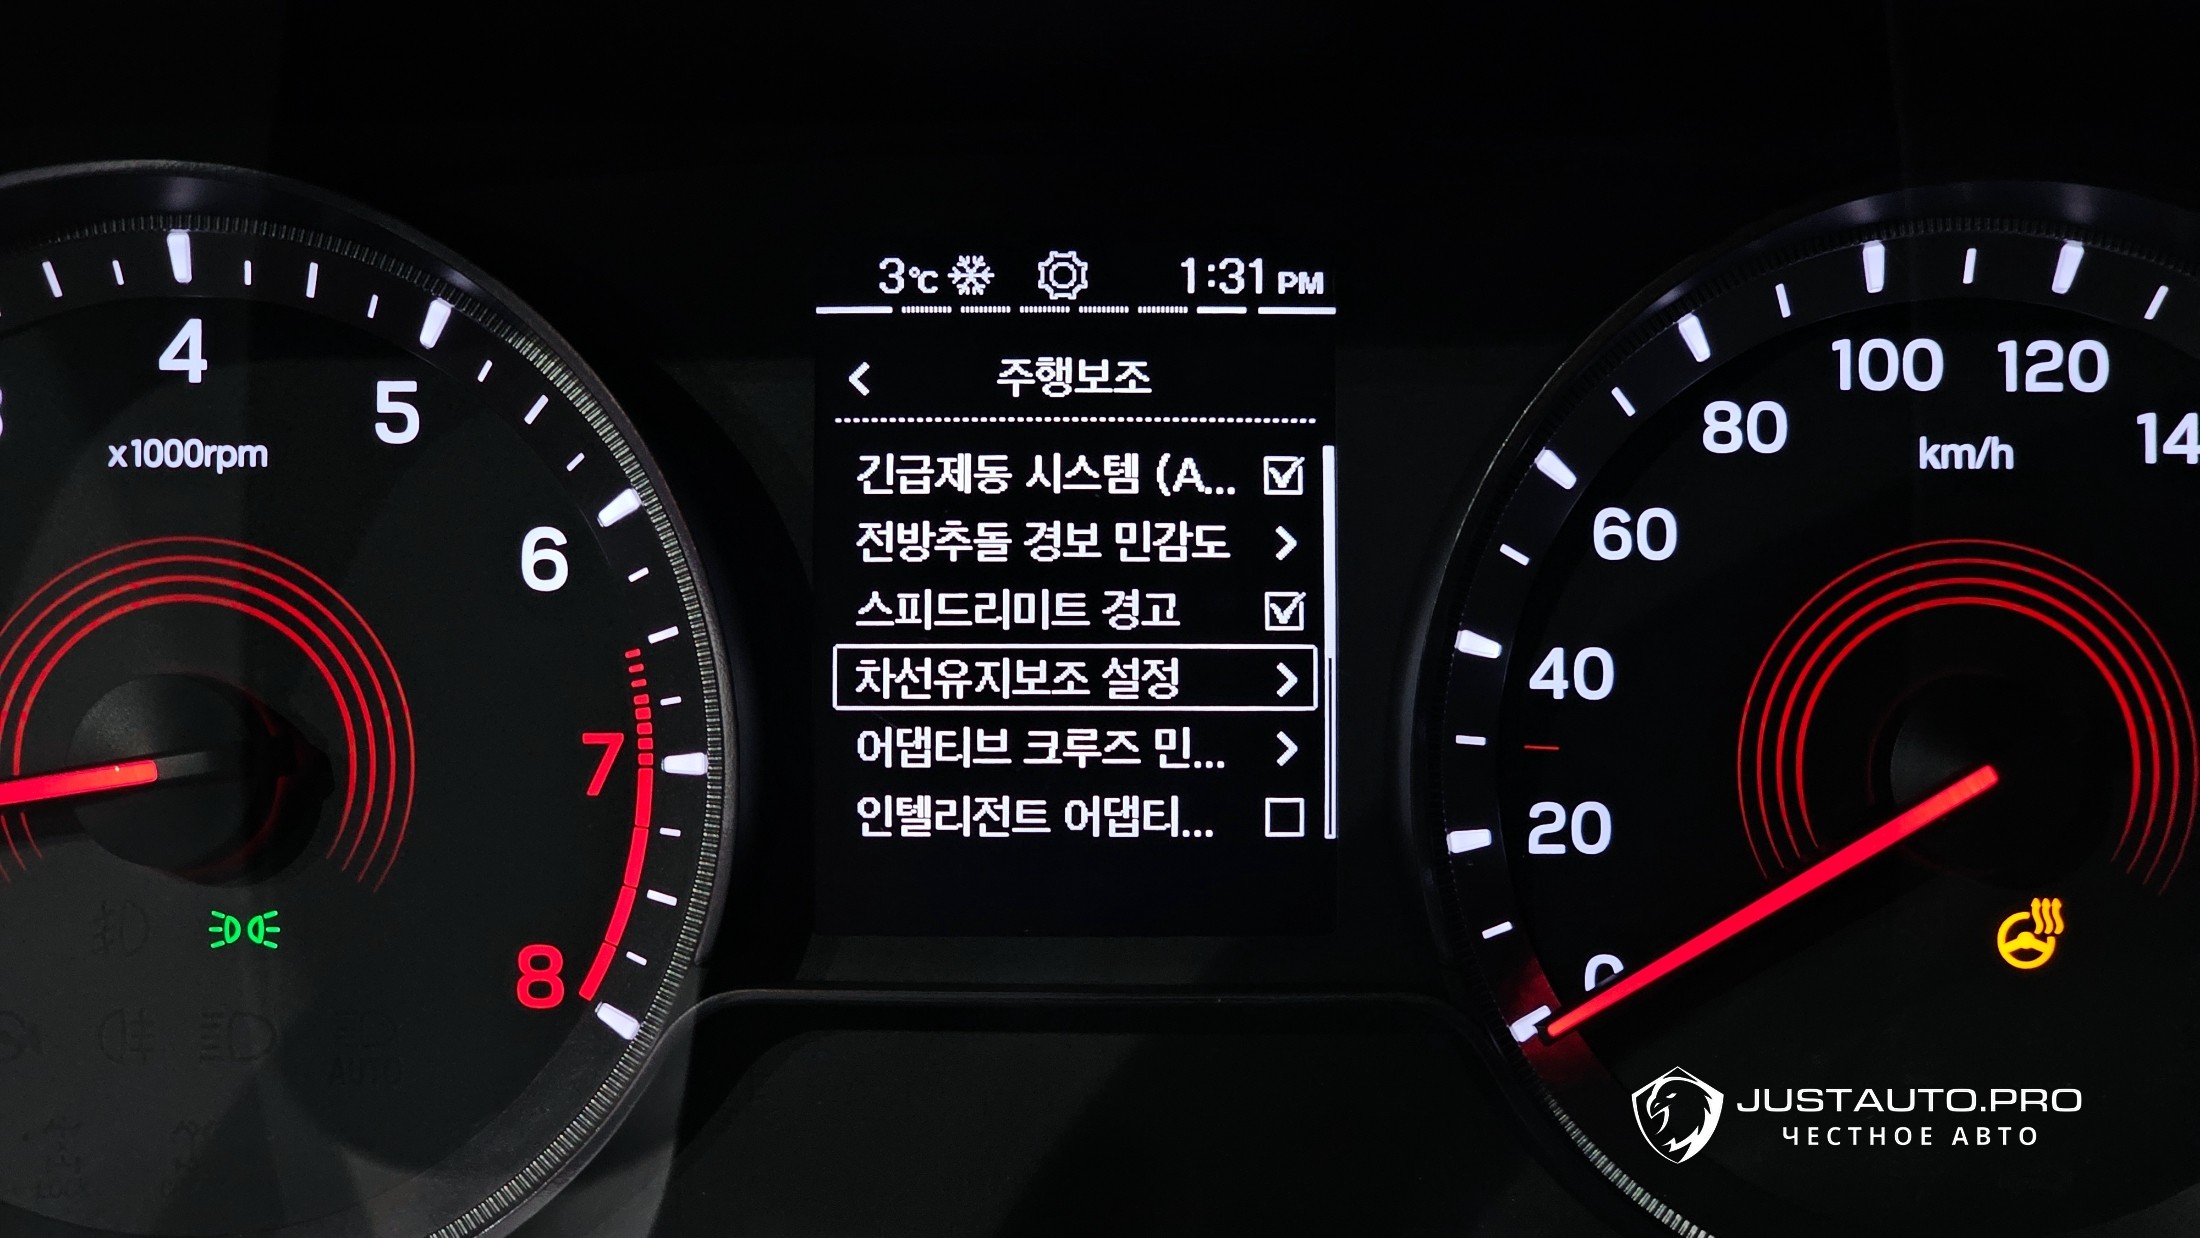 3℃ 1:31 PM
주행보조
긴급제동 시스템 (A...
전방추돌 경보 민감도
스피드리미트 경고
차선유지보조 설정
어댑티브 크루즈 민...
인텔리전트 어댑티...
4
5
x1000rpm
6
7
8
100
120
80
14
km/h
60
40
20
0
AUTO
JUSTAUTO.PRO
ЧЕСТНОЕ АВТО